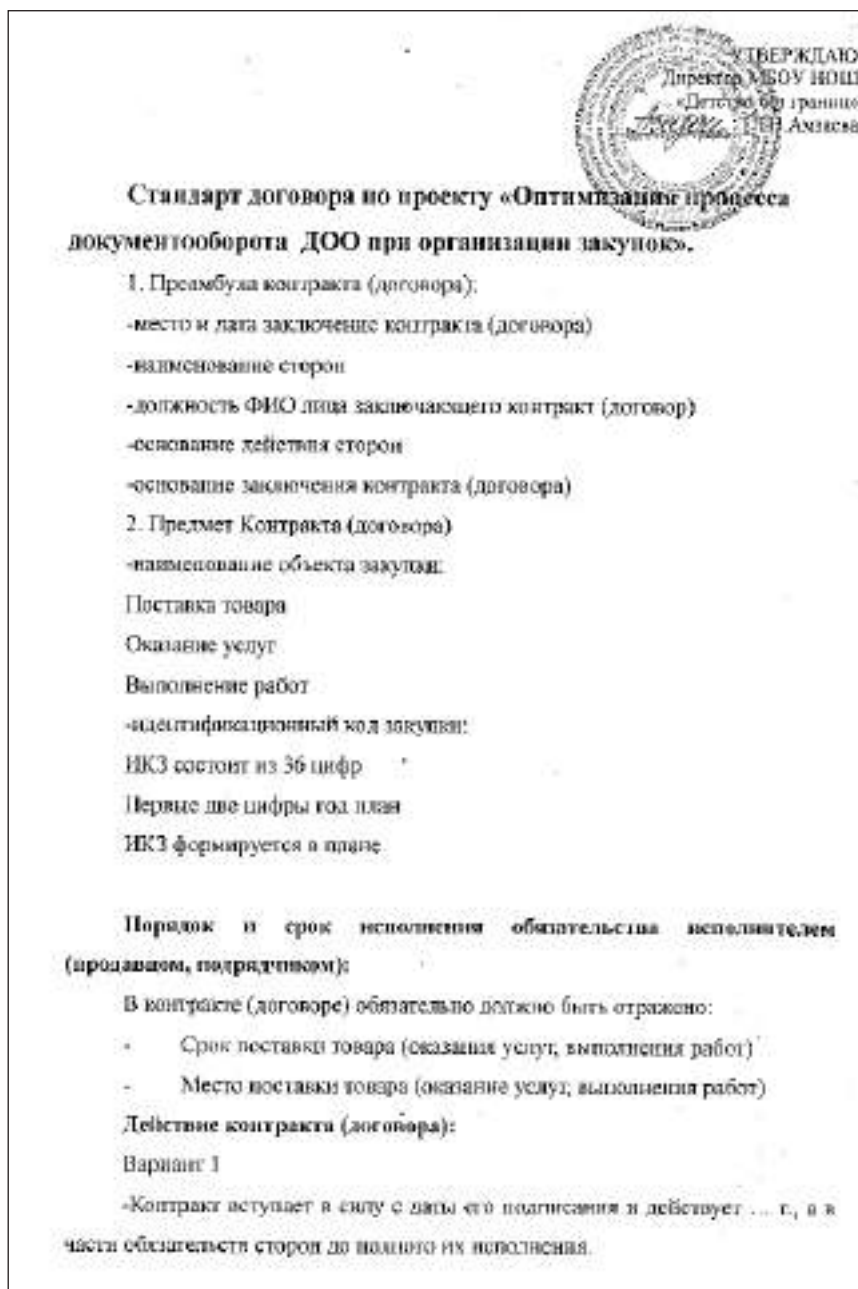 УТВЕРЖДАЮ
Директор МБОУ НОШ
«Детство без границ»
Амзаева
Стандарт договора по проекту «Оптимизация процесса
документооборота ДОО при организации закупок».
1. Преамбула контракта (договора):
-место и дата заключение контракта (договора)
-наименование сторон
-должность ФИО лица заключающего контракт (договор)
-основание действия сторон
-основание заключения контракта (договора)
2. Предмет Контракта (договора)
-наименование объекта закупки:
Поставка товара
Оказание услуг
Выполнение работ
-идентификационный код закупки:
ИКЗ состоит из 36 цифр
Первые две цифры год план
ИКЗ формируется в плане
Порядок и срок исполнения обязательства исполнителем
(продавцом, подрядчиком):
В контракте (договоре) обязательно должно быть отражено:
- Срок поставки товара (оказания услуг, выполнения работ)
- Место поставки товара (оказание услуг, выполнения работ)
Действие контракта (договора):
Вариант 1
-Контракт вступает в силу с даты его подписания и действует … г., а в
части обязательств сторон до полного их исполнения.